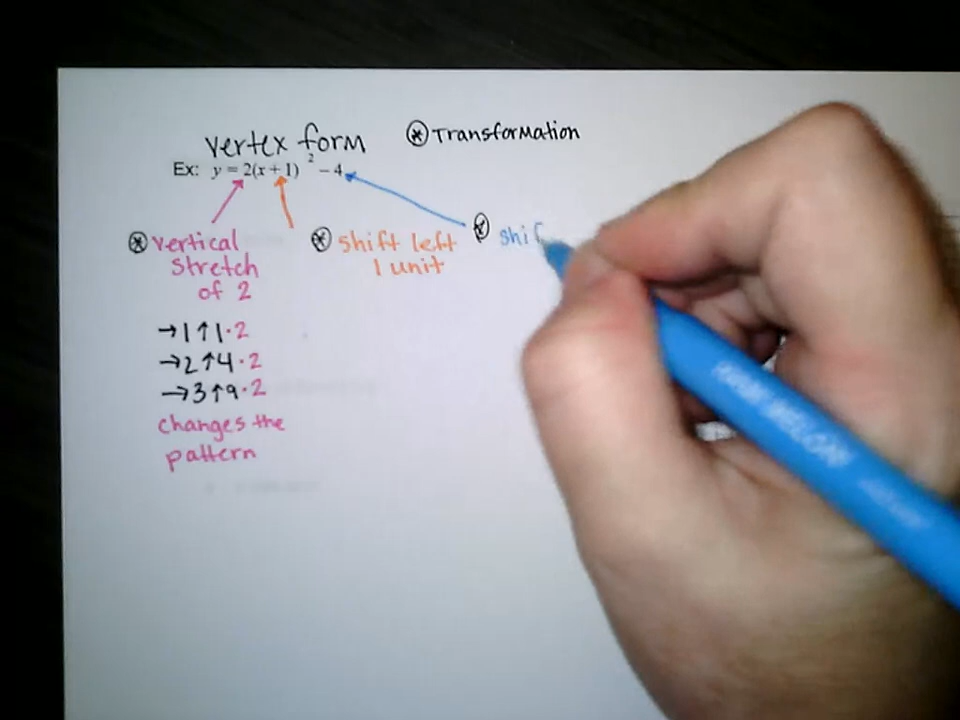 vertex form
⊛ Transformation
Ex: y = 2(x + 1)² – 4
⊛ vertical
stretch
of 2
→1↑1·2
→2↑4·2
→3↑9·2
changes the
pattern
⊛ shift left
1 unit
⊛ shif